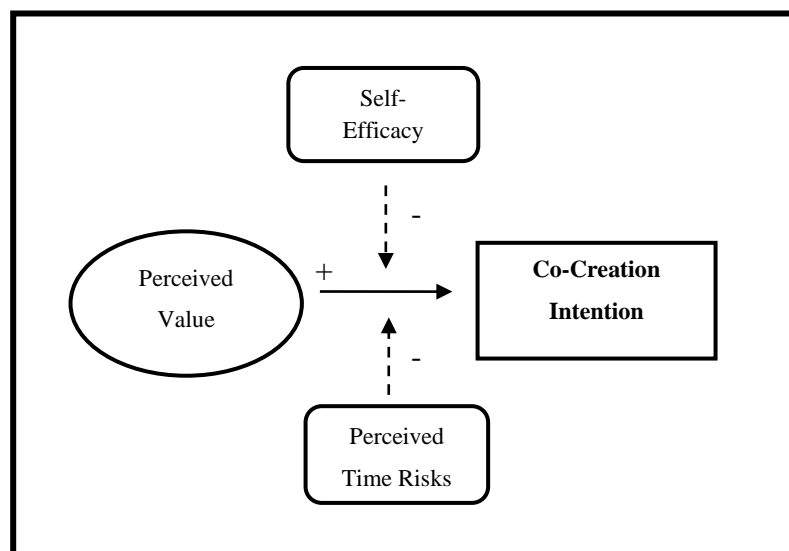 Self-
Efficacy
-
+
Perceived
Value
Co-Creation
Intention
-
Perceived
Time Risks